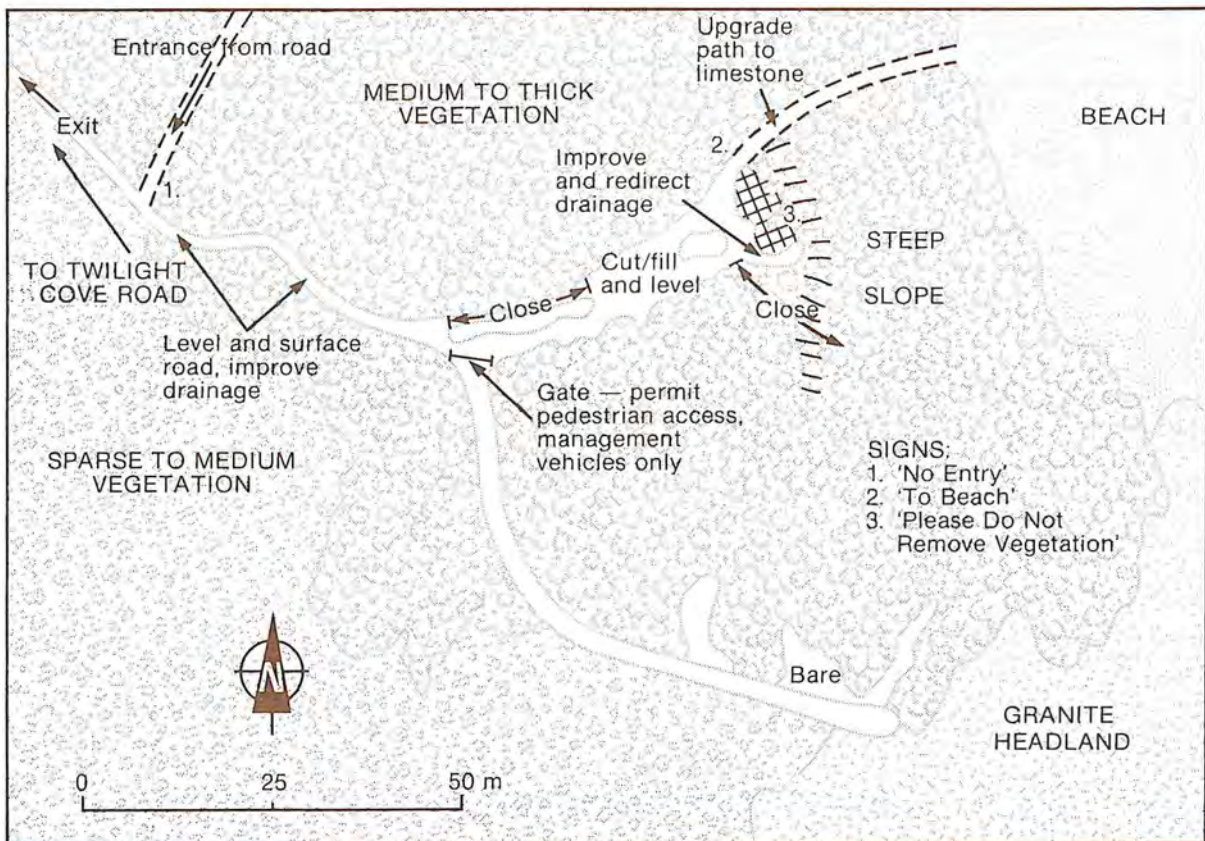 Entrance from road
Exit
1.
TO TWILIGHT
COVE ROAD
Level and surface
road, improve
drainage
MEDIUM TO THICK
VEGETATION
Upgrade
path to
limestone
BEACH
2.
Improve
and redirect
drainage
3.
STEEP
SLOPE
Cut/fill
and level
Close
Close
Gate — permit
pedestrian access,
management
vehicles only
SPARSE TO MEDIUM
VEGETATION
SIGNS:
1. 'No Entry'
2. 'To Beach'
3. 'Please Do Not
Remove Vegetation'
N
Bare
GRANITE
HEADLAND
0 25 50 m